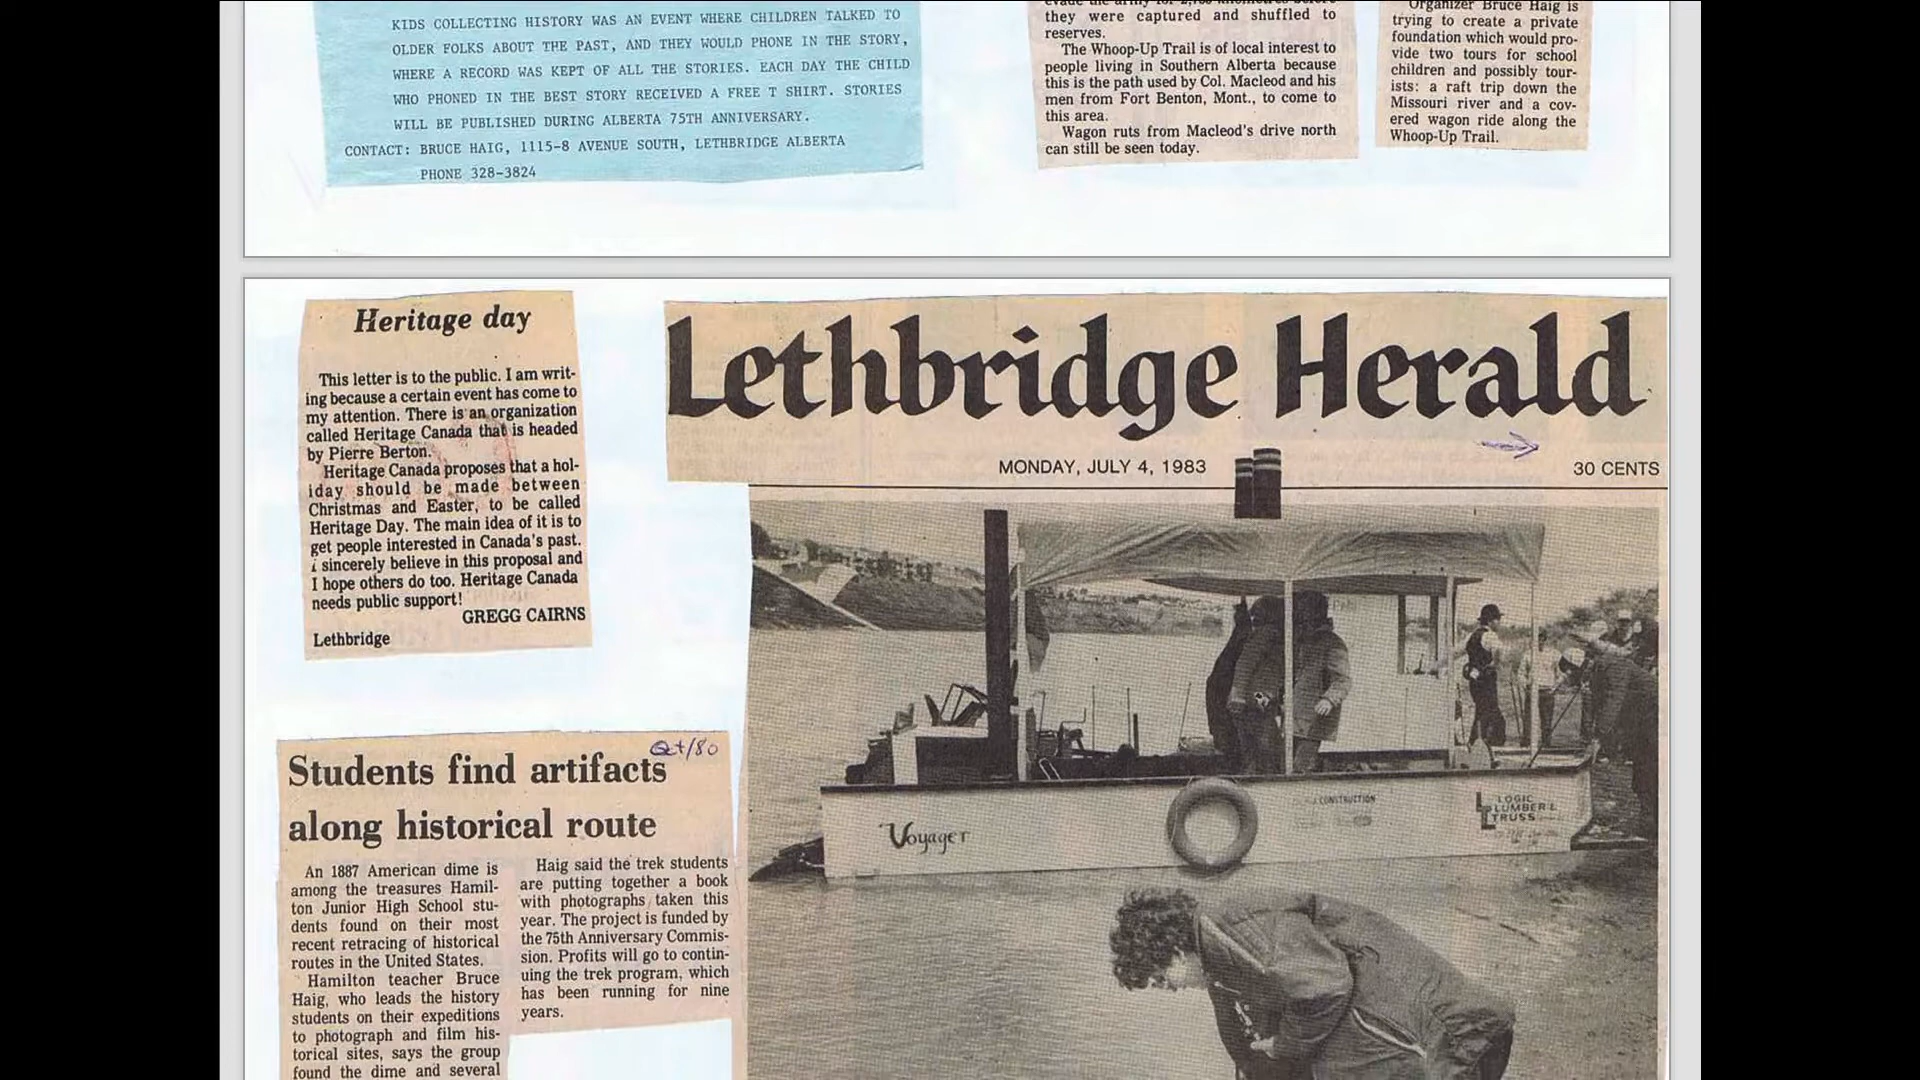 KIDS COLLECTING HISTORY WAS AN EVENT WHERE CHILDREN TALKED TO
OLDER FOLKS ABOUT THE PAST, AND THEY WOULD PHONE IN THE STORY,
WHERE A RECORD WAS KEPT OF ALL THE STORIES. EACH DAY THE CHILD
WHO PHONED IN THE BEST STORY RECEIVED A FREE T SHIRT. STORIES
WILL BE PUBLISHED DURING ALBERTA 75TH ANNIVERSARY.
CONTACT: BRUCE HAIG, 1115-8 AVENUE SOUTH, LETHBRIDGE ALBERTA
PHONE 328-3824
they were captured and shuffled to
reserves.
The Whoop-Up Trail is of local interest to
people living in Southern Alberta because
this is the path used by Col. Macleod and his
men from Fort Benton, Mont., to come to
this area.
Wagon ruts from Macleod's drive north
can still be seen today.
Organizer Bruce Haig is
trying to create a private
foundation which would pro-
vide two tours for school
children and possibly tour-
ists: a raft trip down the
Missouri river and a cov-
ered wagon ride along the
Whoop-Up Trail.
Heritage day
This letter is to the public. I am writ-
ing because a certain event has come to
my attention. There is an organization
called Heritage Canada that is headed
by Pierre Berton.
Heritage Canada proposes that a hol-
iday should be made between
Christmas and Easter, to be called
Heritage Day. The main idea of it is to
get people interested in Canada's past.
i sincerely believe in this proposal and
I hope others do too. Heritage Canada
needs public support!
GREGG CAIRNS
Lethbridge
Lethbridge Herald
MONDAY, JULY 4, 1983
30 CENTS
Voyager
CONSTRUCTION
LOGIC
LUMBER &
TRUSS
Oct/80
Students find artifacts
along historical route
An 1887 American dime is
among the treasures Hamil-
ton Junior High School stu-
dents found on their most
recent retracing of historical
routes in the United States.
Hamilton teacher Bruce
Haig, who leads the history
students on their expeditions
to photograph and film his-
torical sites, says the group
found the dime and several
Haig said the trek students
are putting together a book
with photographs taken this
year. The project is funded by
the 75th Anniversary Commis-
sion. Profits will go to contin-
uing the trek program, which
has been running for nine
years.